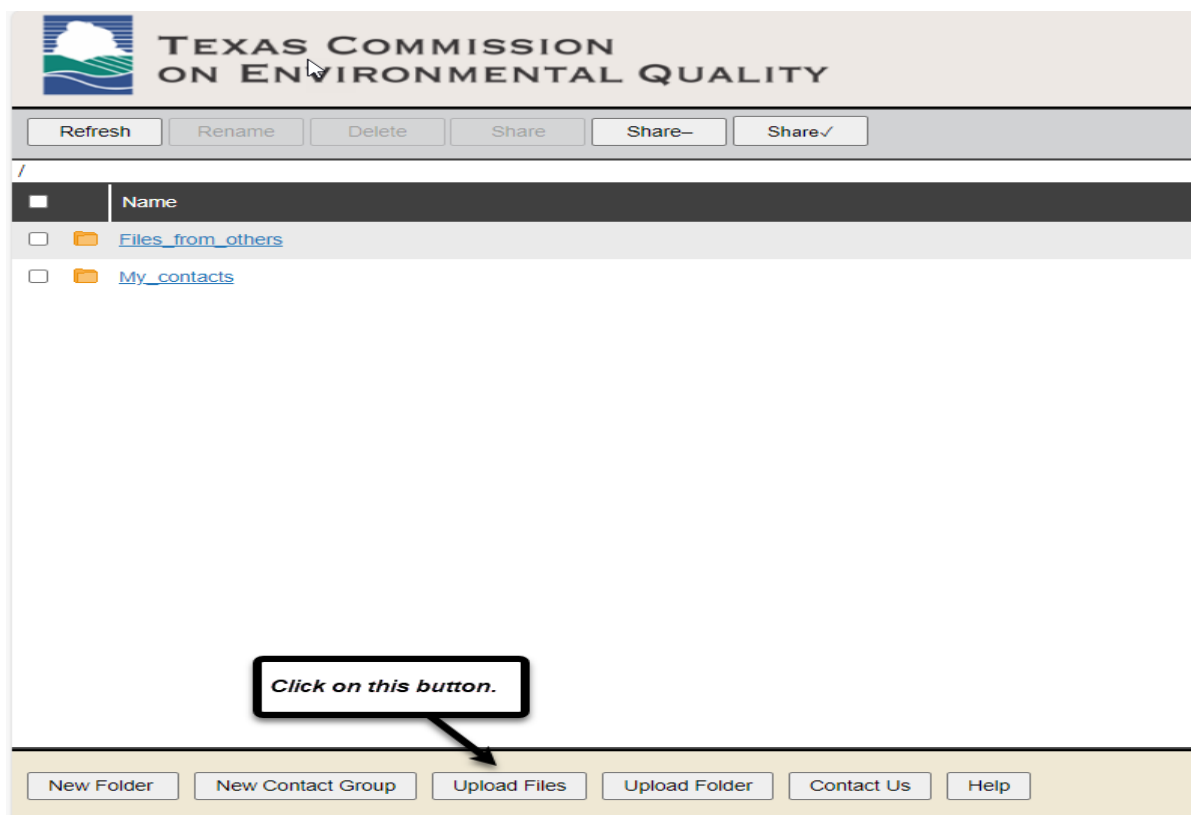 TEXAS COMMISSION
ON ENVIRONMENTAL QUALITY
Refresh Rename Delete Share Share– Share✓
/
Name
Files_from_others
My_contacts
Click on this button.
New Folder New Contact Group Upload Files Upload Folder Contact Us Help